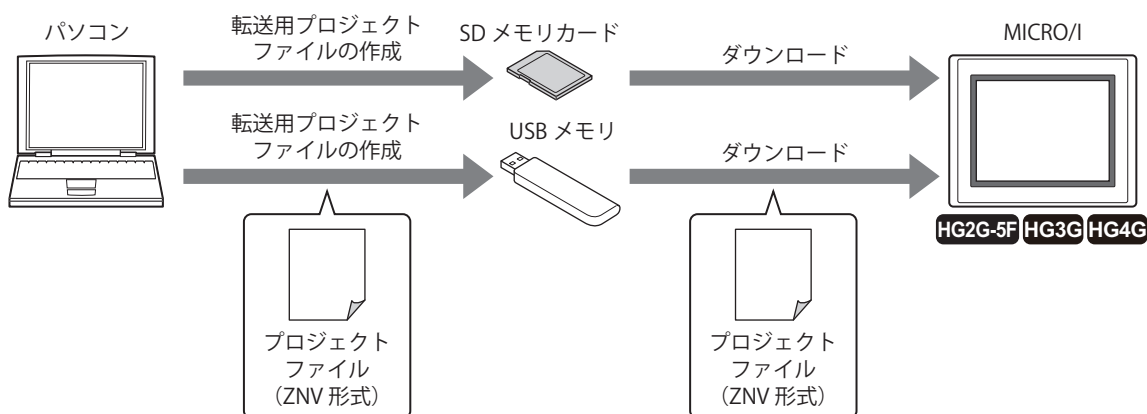 パソコン
転送用プロジェクト
ファイルの作成
SD メモリカード
ダウンロード
MICRO/I
転送用プロジェクト
ファイルの作成
USB メモリ
ダウンロード
HG2G-5F HG3G HG4G
プロジェクト
ファイル
（ZNV 形式）
プロジェクト
ファイル
（ZNV 形式）